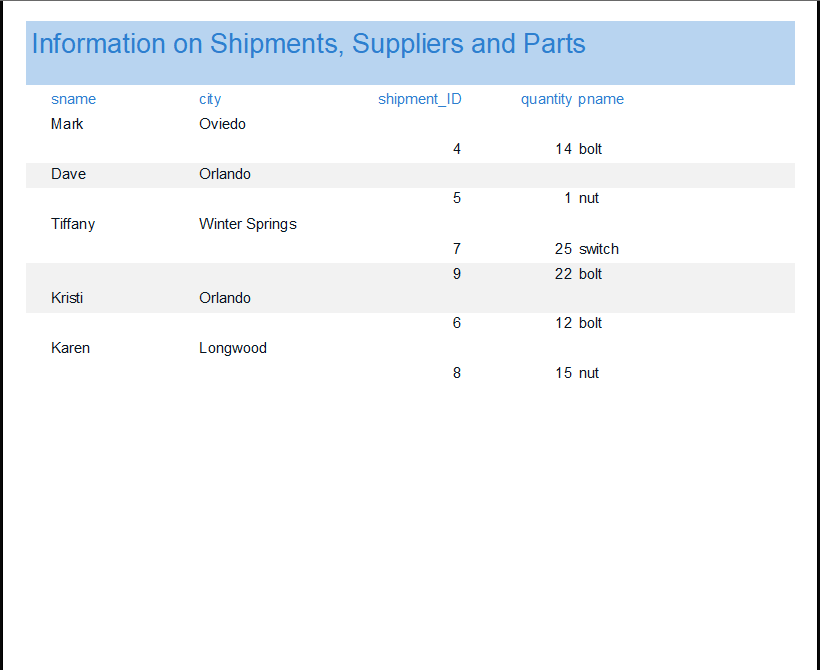 Information on Shipments, Suppliers and Parts
sname city shipment_ID quantity pname
Mark Oviedo
4 14 bolt
Dave Orlando
5 1 nut
Tiffany Winter Springs
7 25 switch
9 22 bolt
Kristi Orlando
6 12 bolt
Karen Longwood
8 15 nut